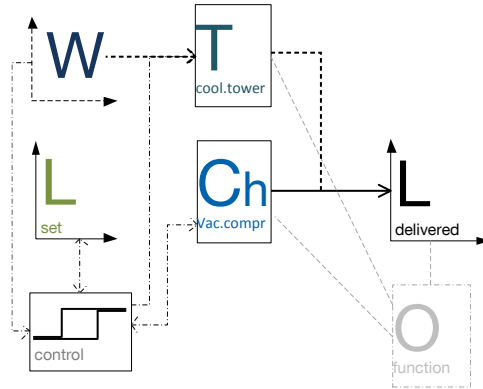 W
T
cool.tower
L
set
Ch
Vac.compr
L
delivered
control
O
function